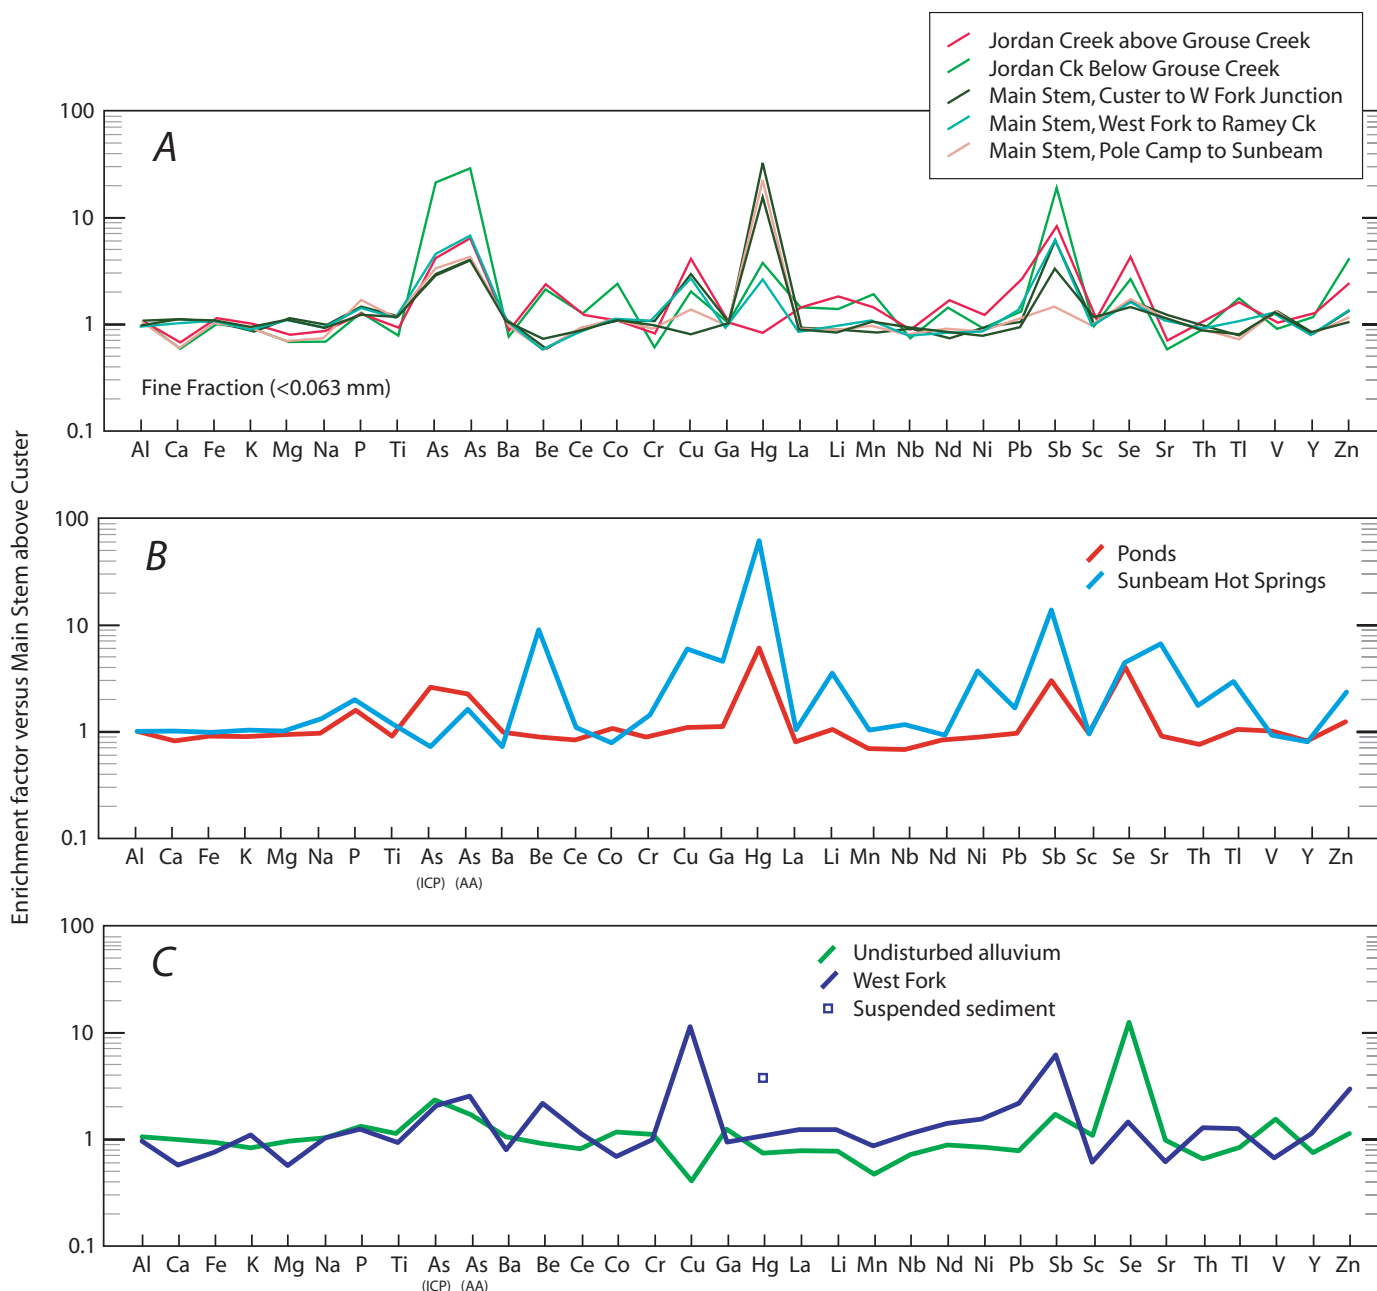 Jordan Creek above Grouse Creek
Jordan Ck Below Grouse Creek
Main Stem, Custer to W Fork Junction
Main Stem, West Fork to Ramey Ck
Main Stem, Pole Camp to Sunbeam
100
A
10
1
Fine Fraction (<0.063 mm)
0.1
Al Ca Fe K Mg Na P Ti As As Ba Be Ce Co Cr Cu Ga Hg La Li Mn Nb Nd Ni Pb Sb Sc Se Sr Th Tl V Y Zn
Enrichment factor versus Main Stem above Custer
100
B
Ponds
Sunbeam Hot Springs
10
1
0.1
Al Ca Fe K Mg Na P Ti As As Ba Be Ce Co Cr Cu Ga Hg La Li Mn Nb Nd Ni Pb Sb Sc Se Sr Th Tl V Y Zn
(ICP) (AA)
100
C
Undisturbed alluvium
West Fork
Suspended sediment
10
1
0.1
Al Ca Fe K Mg Na P Ti As As Ba Be Ce Co Cr Cu Ga Hg La Li Mn Nb Nd Ni Pb Sb Sc Se Sr Th Tl V Y Zn
(ICP) (AA)